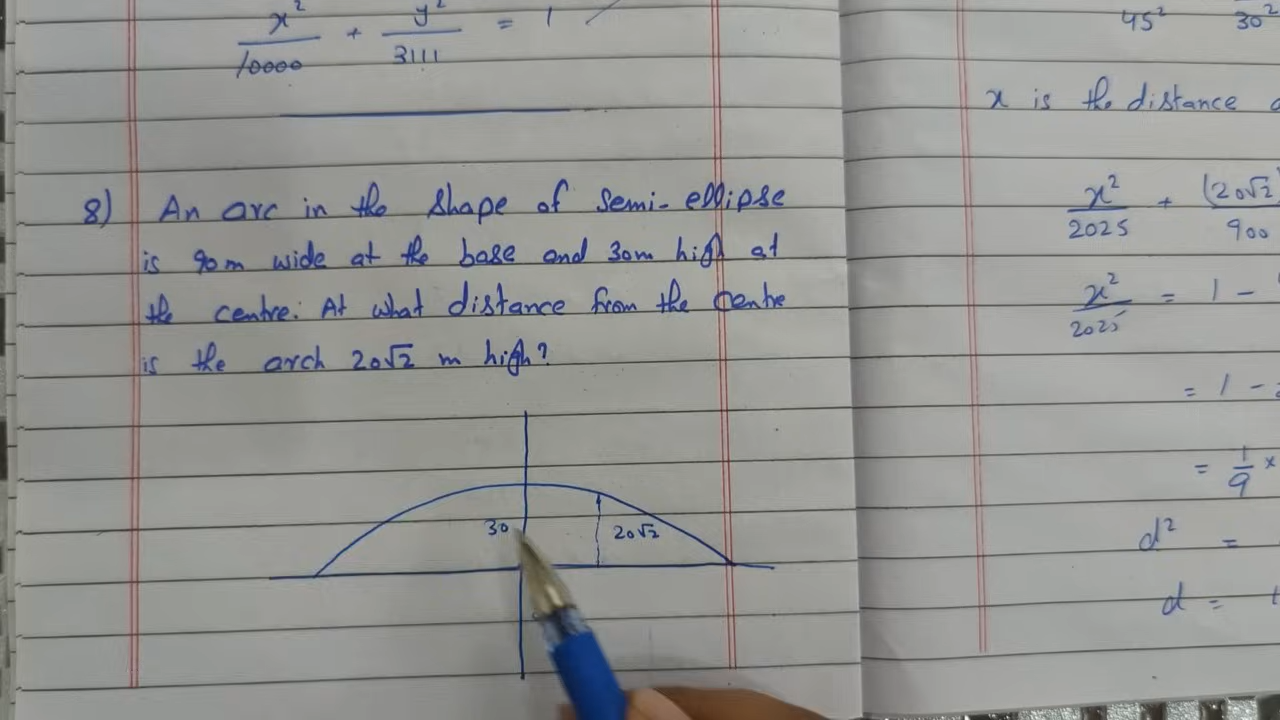 x² / 10000 + y² / 3111 = 1
8) An arc in the shape of semi-ellipse
is 90m wide at the base and 30m high at
the centre. At what distance from the centre
is the arch 20√2 m high?
30
20√2
45² 30²
x is the distance
x² / 2025 + (20√2) / 900
x² / 2025 = 1 -
= 1 -
= 1/9 ×
d² =
d =